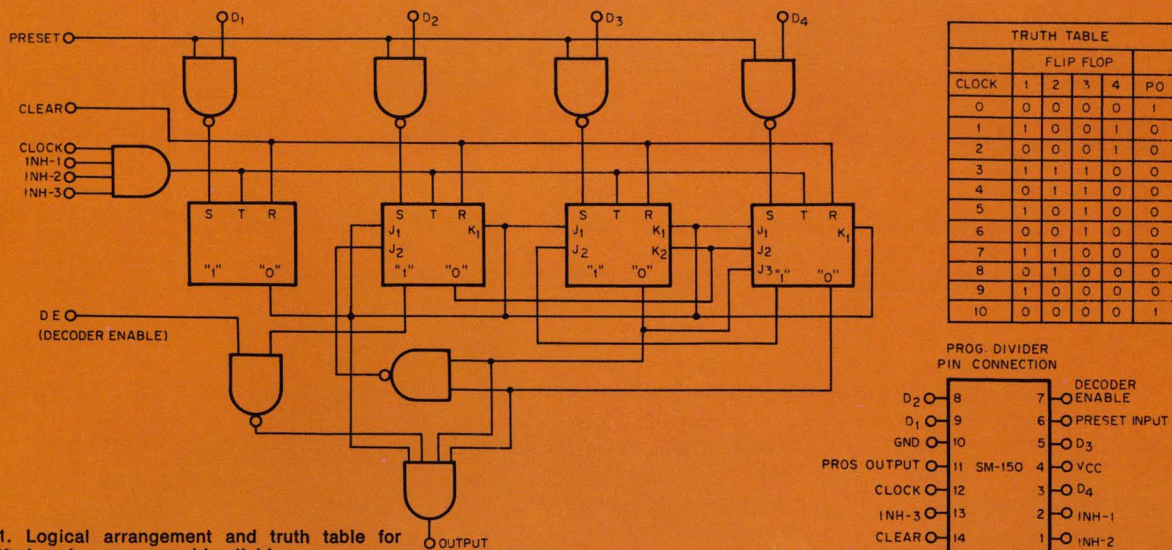 D1
D2
D3
D4
PRESET
CLEAR
CLOCK
INH-1
INH-2
INH-3
S T R
"1" "0"
S T R
J1
J2
K1
"1" "0"
S T R
J1
J2
K1
K2
"1" "0"
S T R
J1
J2
J3
K1
"1" "0"
DE
(DECODER ENABLE)
OUTPUT
1. Logical arrangement and truth table for
TRUTH TABLE
FLIP FLOP
CLOCK 1 2 3 4 PO
0 0 0 0 0 1
1 1 0 0 1 0
2 0 0 0 1 0
3 1 1 1 0 0
4 0 1 1 0 0
5 1 0 1 0 0
6 0 0 1 0 0
7 1 1 0 0 0
8 0 1 0 0 0
9 1 0 0 0 0
10 0 0 0 0 1
PROG. DIVIDER
PIN CONNECTION
D2 8 7 DECODER ENABLE
D1 9 6 PRESET INPUT
GND 10 5 D3
PROS OUTPUT 11 SM-150 4 VCC
CLOCK 12 3 D4
INH-3 13 2 INH-1
CLEAR 14 1 INH-2